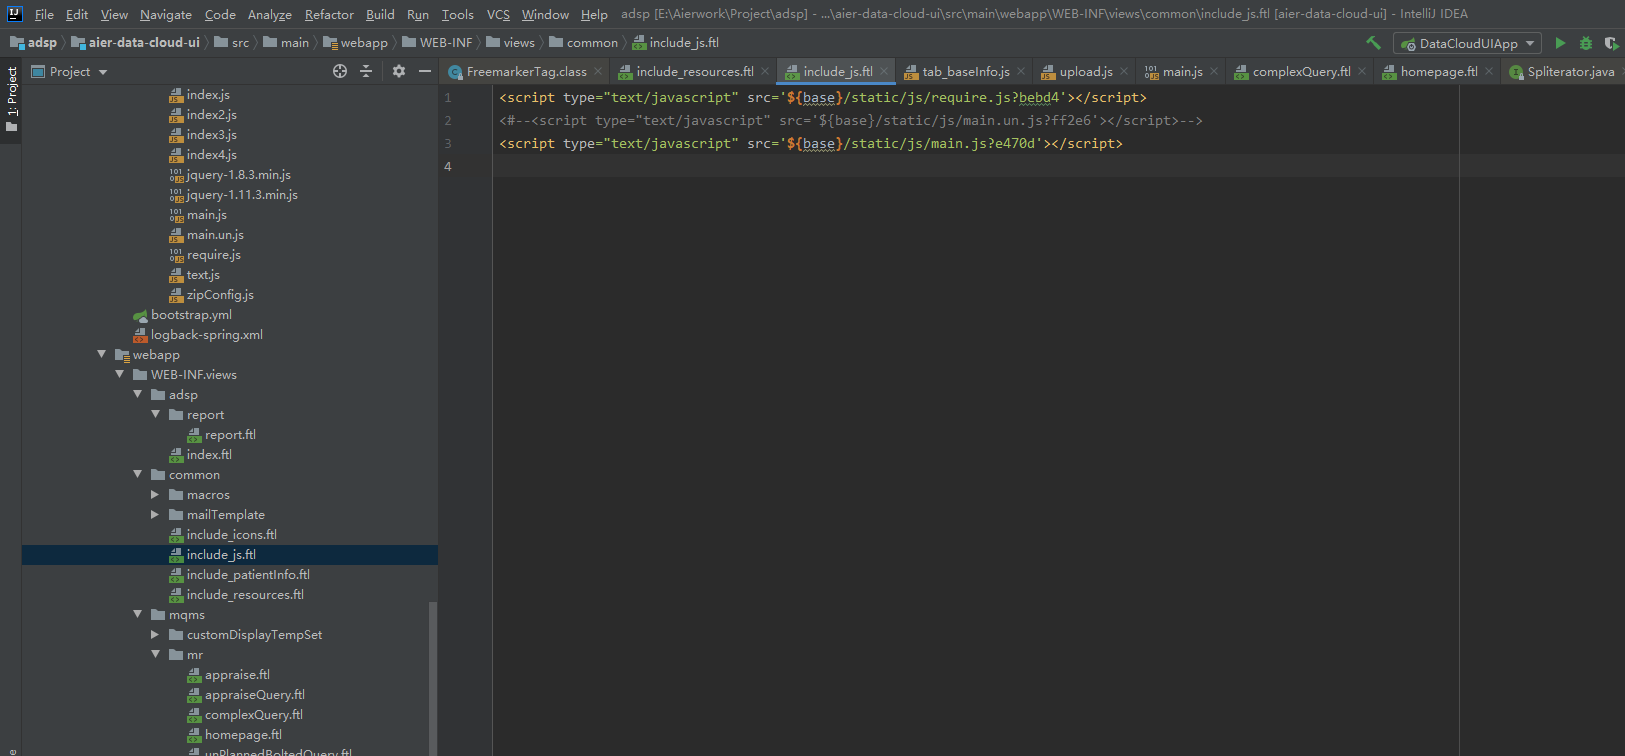 File Edit View Navigate Code Analyze Refactor Build Run Tools VCS Window Help adsp [E:\Aierwork\Project\adsp] - ...\aier-data-cloud-ui\src\main\webapp\WEB-INF\views\common\include_js.ftl [aier-data-cloud-ui] - IntelliJ IDEA
adsp aier-data-cloud-ui src main webapp WEB-INF views common include_js.ftl DataCloudUIApp
1: Project
Project
FreemarkerTag.class include_resources.ftl include_js.ftl tab_baseInfo.js upload.js main.js complexQuery.ftl homepage.ftl Spliterator.java
index.js
index2.js
index3.js
index4.js
jquery-1.8.3.min.js
jquery-1.11.3.min.js
main.js
main.un.js
require.js
text.js
zipConfig.js
bootstrap.yml
logback-spring.xml
webapp
WEB-INF.views
adsp
report
report.ftl
index.ftl
common
macros
mailTemplate
include_icons.ftl
include_js.ftl
include_patientInfo.ftl
include_resources.ftl
mqms
customDisplayTempSet
mr
appraise.ftl
appraiseQuery.ftl
complexQuery.ftl
homepage.ftl
unPlannedBoltedQuery.ftl
1 <script type="text/javascript" src='${base}/static/js/require.js?bebd4'></script>
2 <#--<script type="text/javascript" src='${base}/static/js/main.un.js?ff2e6'></script>-->
3 <script type="text/javascript" src='${base}/static/js/main.js?e470d'></script>
4